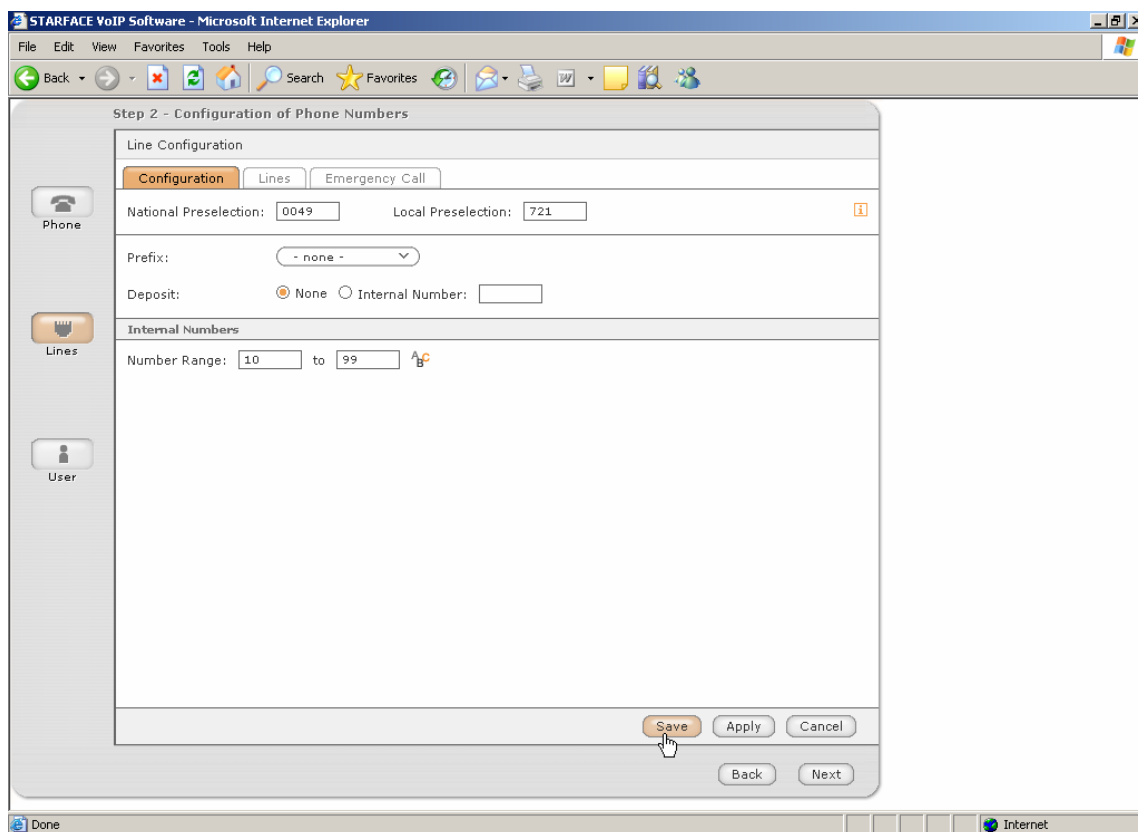 STARFACE VoIP Software - Microsoft Internet Explorer
File Edit View Favorites Tools Help
Back Search Favorites W
Step 2 - Configuration of Phone Numbers
Line Configuration
Configuration Lines Emergency Call
National Preselection: 0049 Local Preselection: 721 i
Phone
Prefix: - none -
Deposit: None Internal Number:
Internal Numbers
Lines
Number Range: 10 to 99 ABC
User
Save Apply Cancel
Back Next
Done Internet